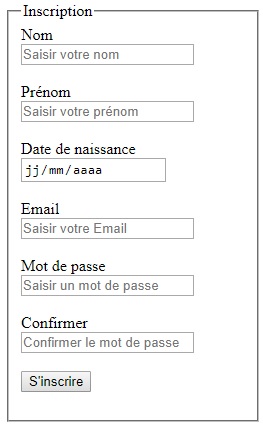 Inscription
Nom
Saisir votre nom
Prénom
Saisir votre prénom
Date de naissance
jj/mm/aaaa
Email
Saisir votre Email
Mot de passe
Saisir un mot de passe
Confirmer
Confirmer le mot de passe
S'inscrire